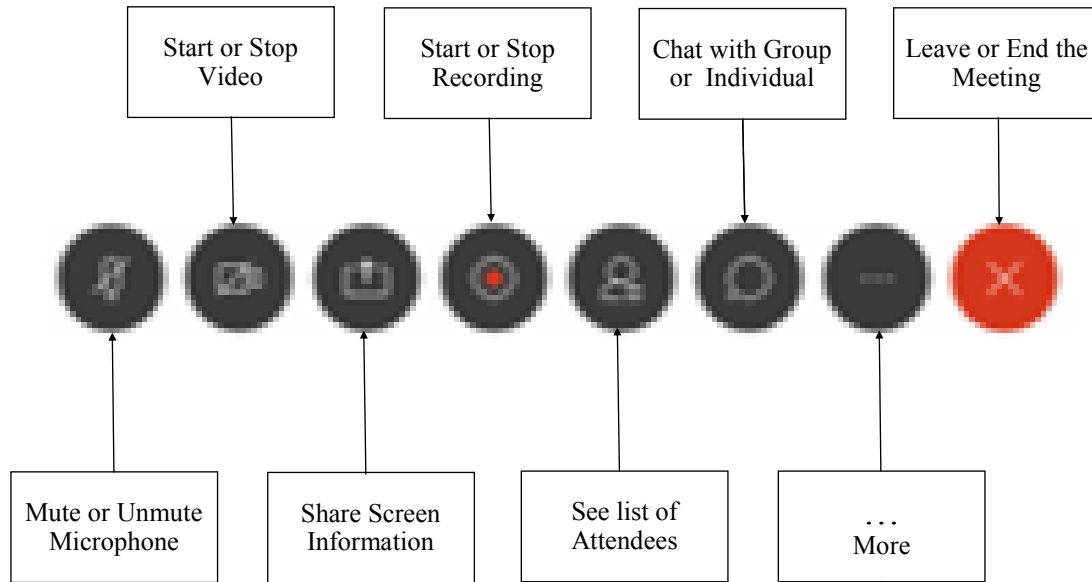 Start or Stop
Video
Start or Stop
Recording
Chat with Group
or Individual
Leave or End the
Meeting
Mute or Unmute
Microphone
Share Screen
Information
See list of
Attendees
...
More